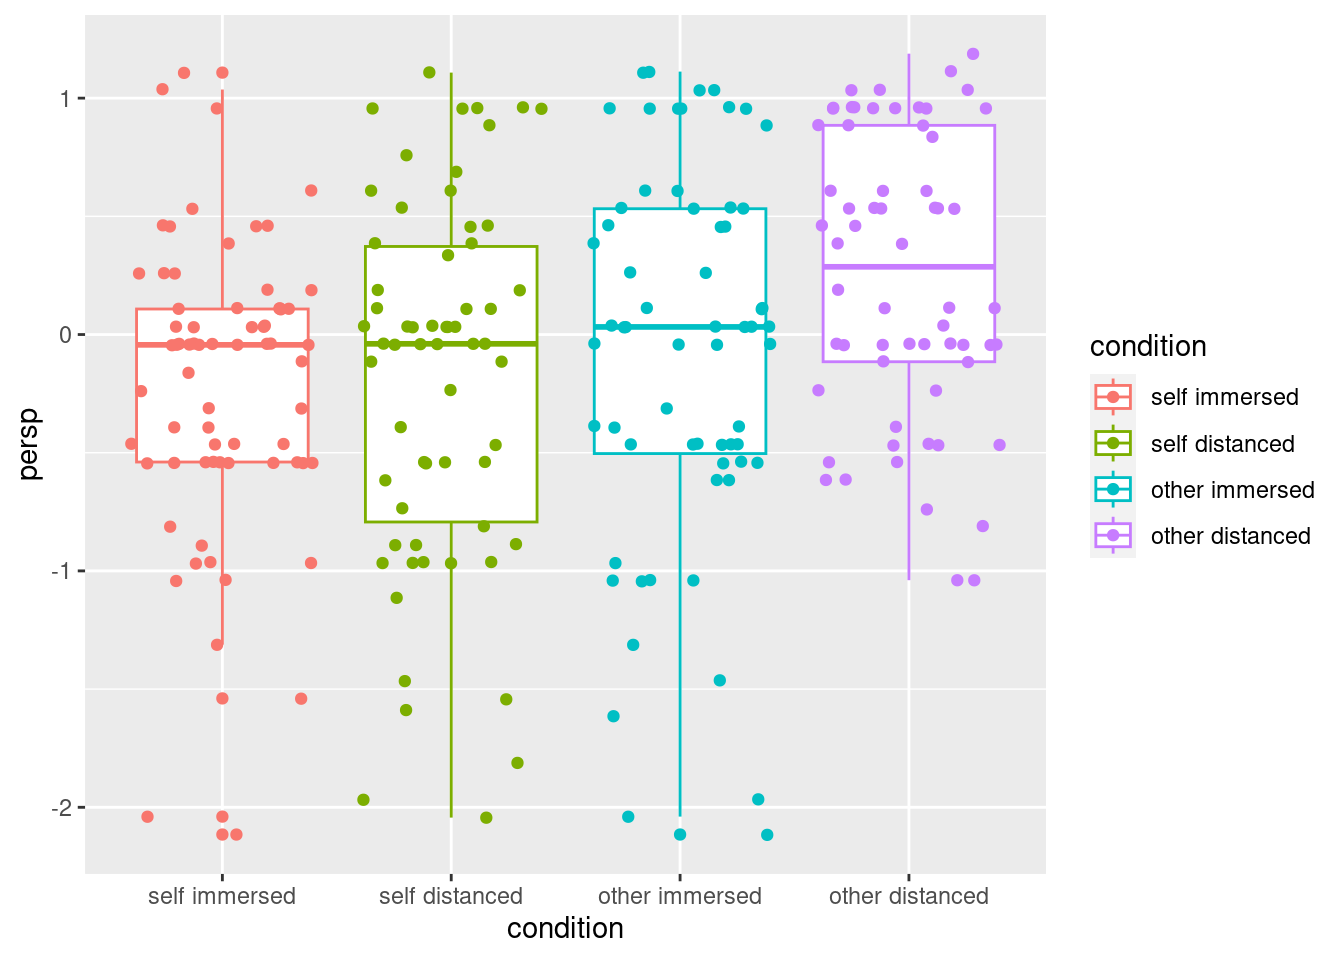 1
0
-1
-2
persp
self immersed
self distanced
other immersed
other distanced
condition
condition
self immersed
self distanced
other immersed
other distanced